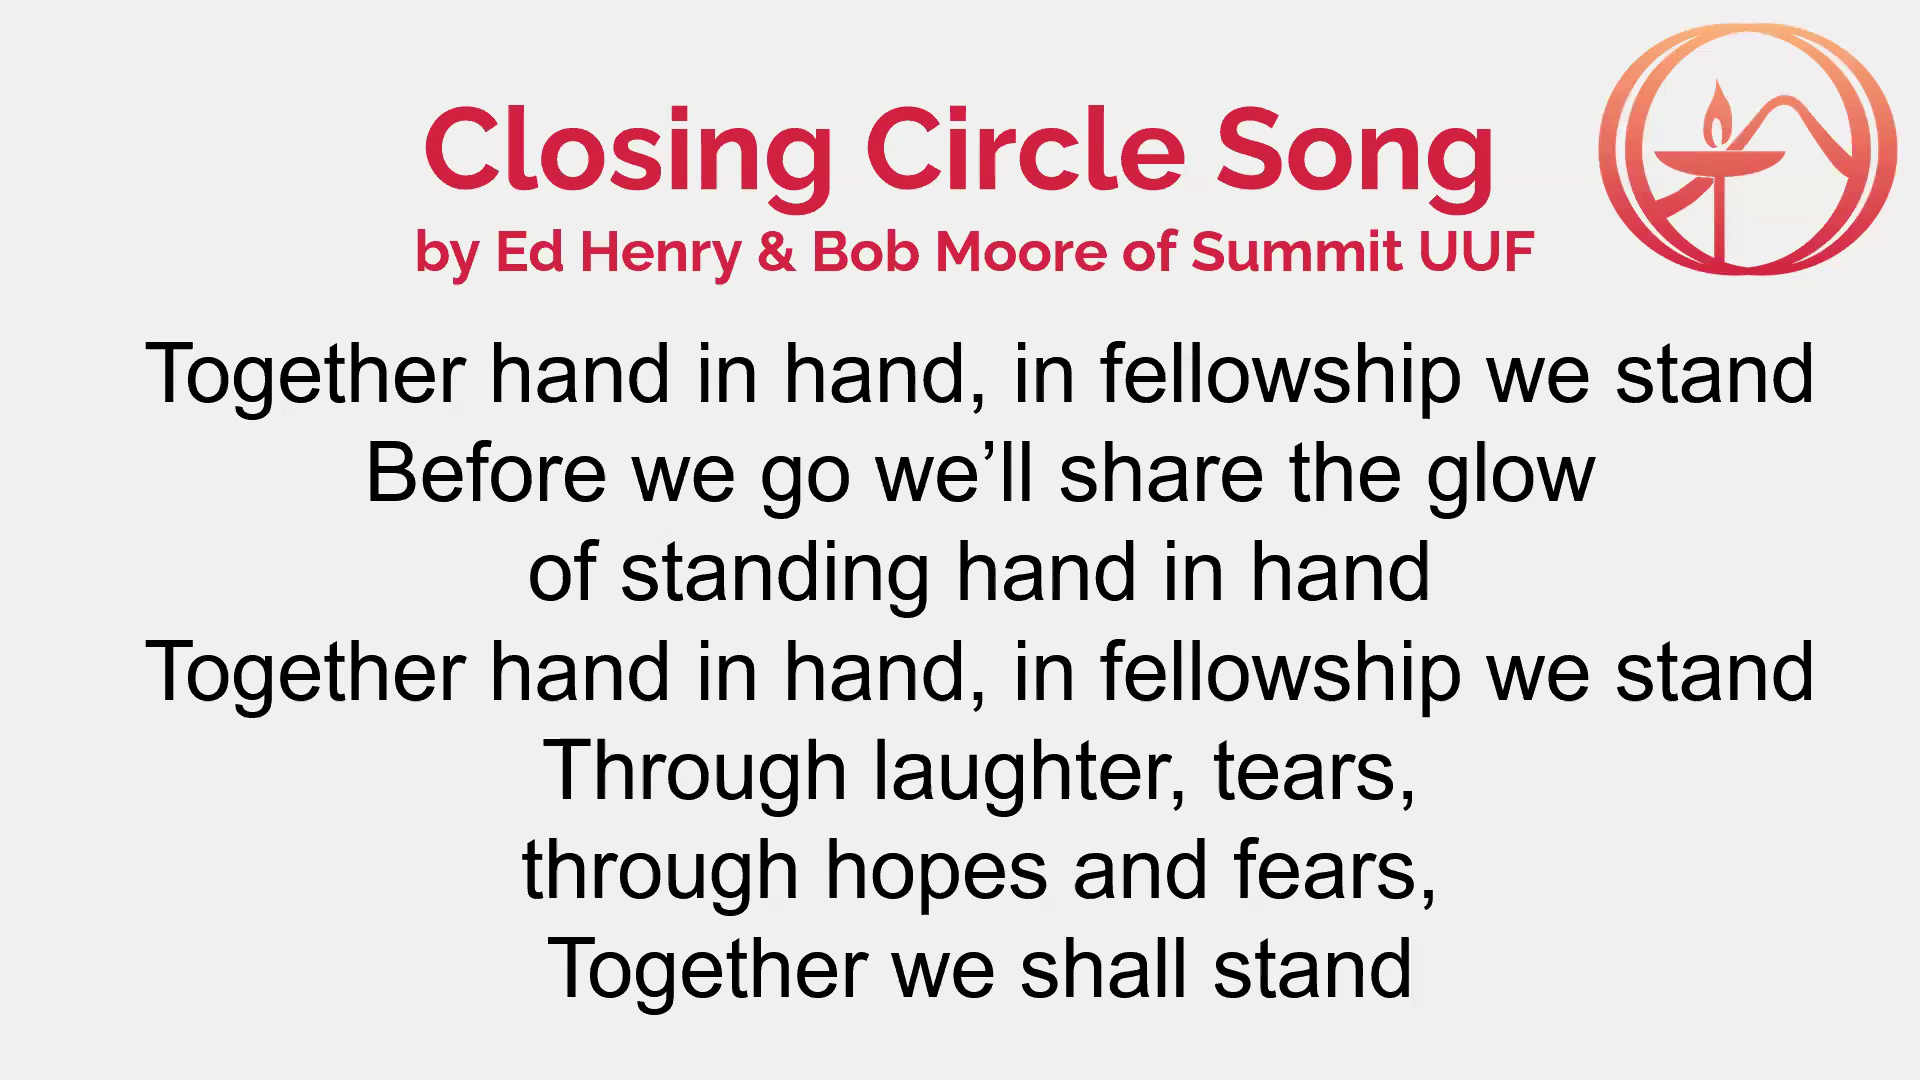 Closing Circle Song
by Ed Henry & Bob Moore of Summit UUF
Together hand in hand, in fellowship we stand
Before we go we’ll share the glow
of standing hand in hand
Together hand in hand, in fellowship we stand
Through laughter, tears,
through hopes and fears,
Together we shall stand